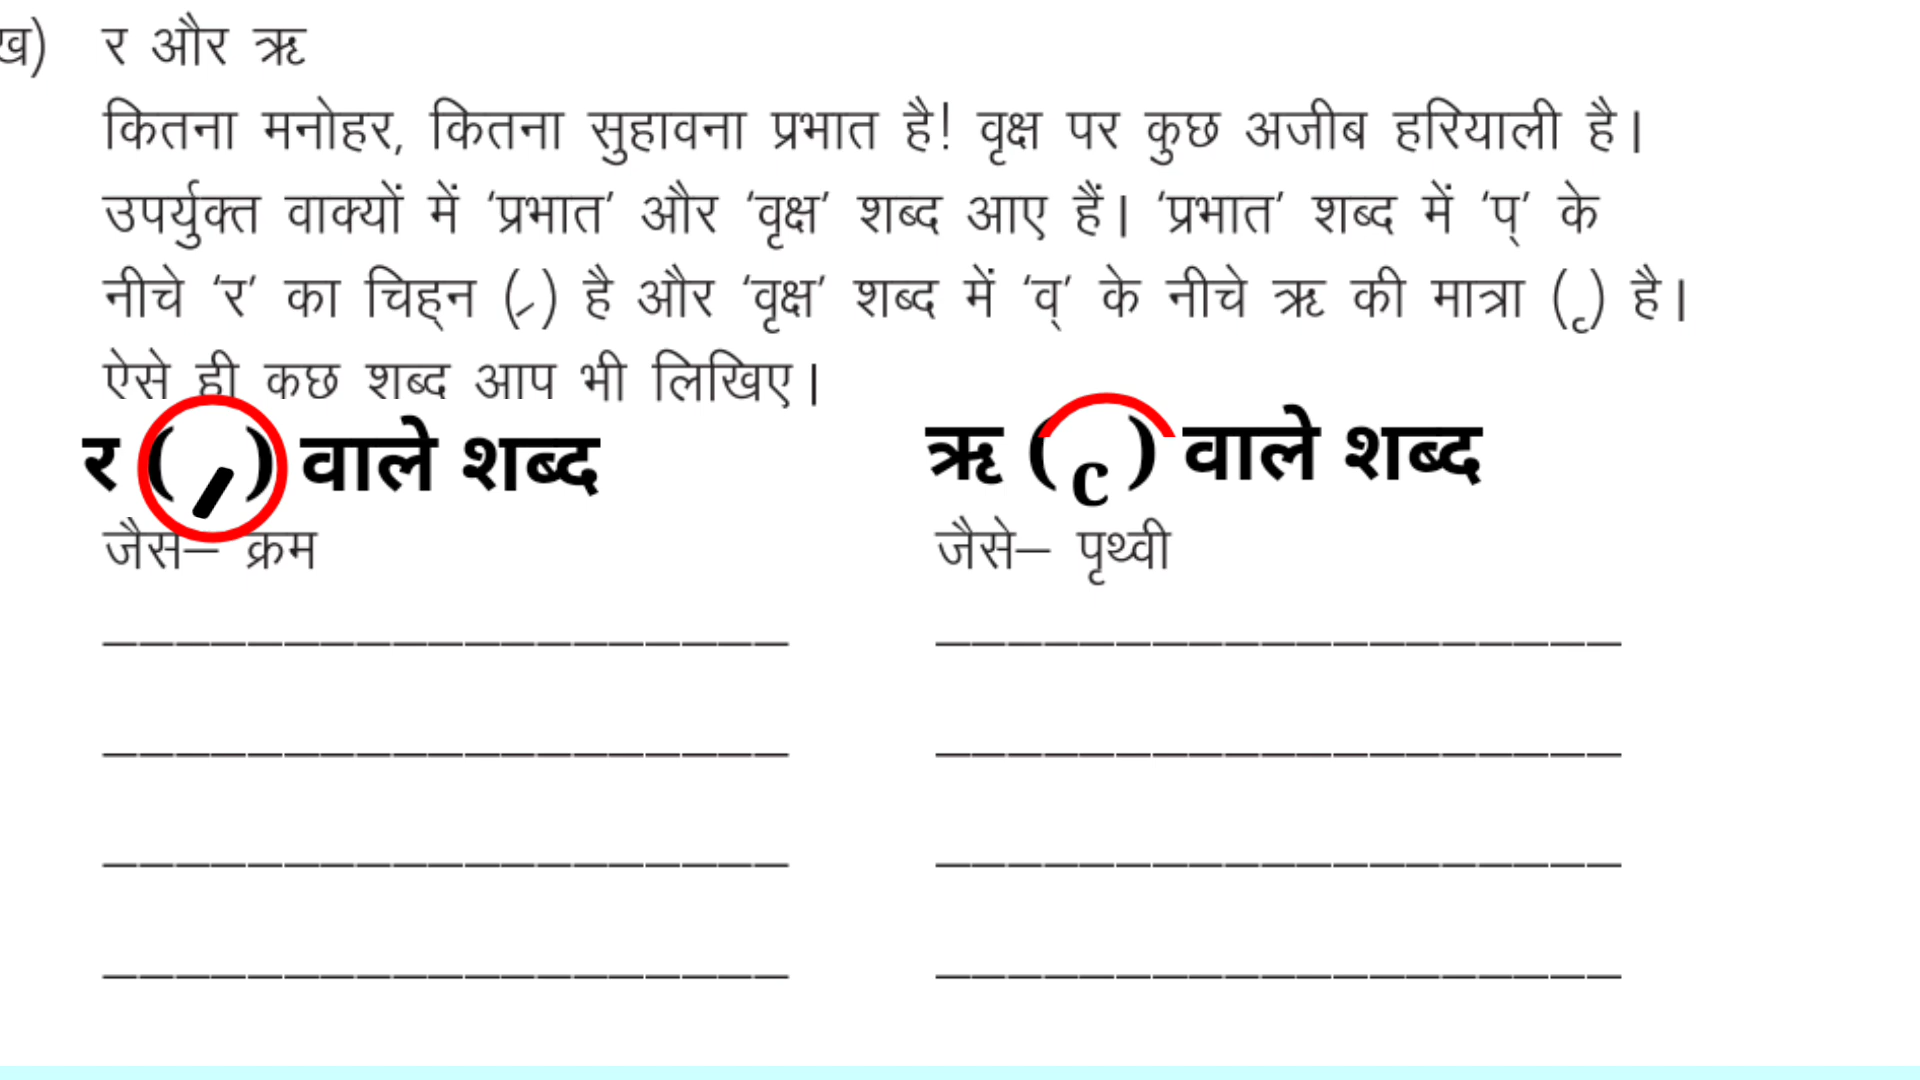 ख) र और ऋ
कितना मनोहर, कितना सुहावना प्रभात है! वृक्ष पर कुछ अजीब हरियाली है।
उपर्युक्त वाक्यों में ‘प्रभात’ और ‘वृक्ष’ शब्द आए हैं। ‘प्रभात’ शब्द में ‘प्’ के
नीचे ‘र’ का चिह्न (्र) है और ‘वृक्ष’ शब्द में ‘व्’ के नीचे ऋ की मात्रा (ृ) है।
ऐसे ही कुछ शब्द आप भी लिखिए।
र (्र) वाले शब्द
जैसे– क्रम
ऋ (ृ) वाले शब्द
जैसे– पृथ्वी